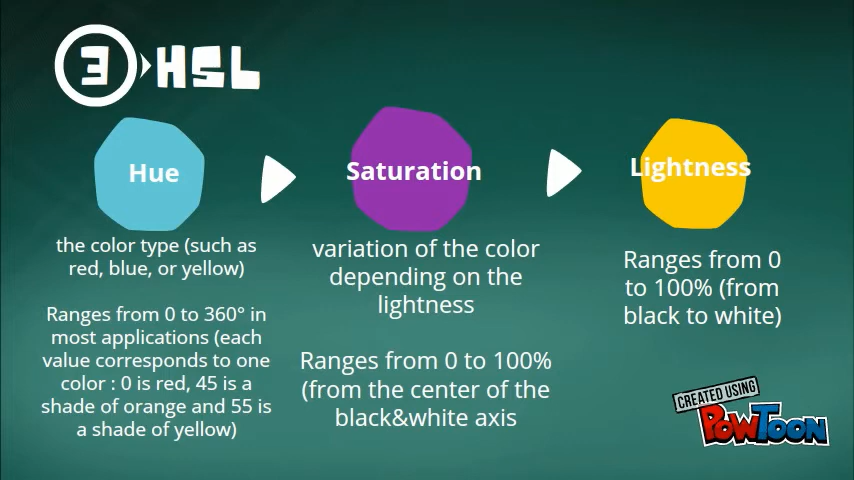 3 HSL
Hue
the color type (such as
red, blue, or yellow)
Ranges from 0 to 360° in
most applications (each
value corresponds to one
color : 0 is red, 45 is a
shade of orange and 55 is
a shade of yellow)
Saturation
variation of the color
depending on the
lightness
Ranges from 0 to 100%
(from the center of the
black&white axis
Lightness
Ranges from 0
to 100% (from
black to white)
CREATED USING
POWTOON